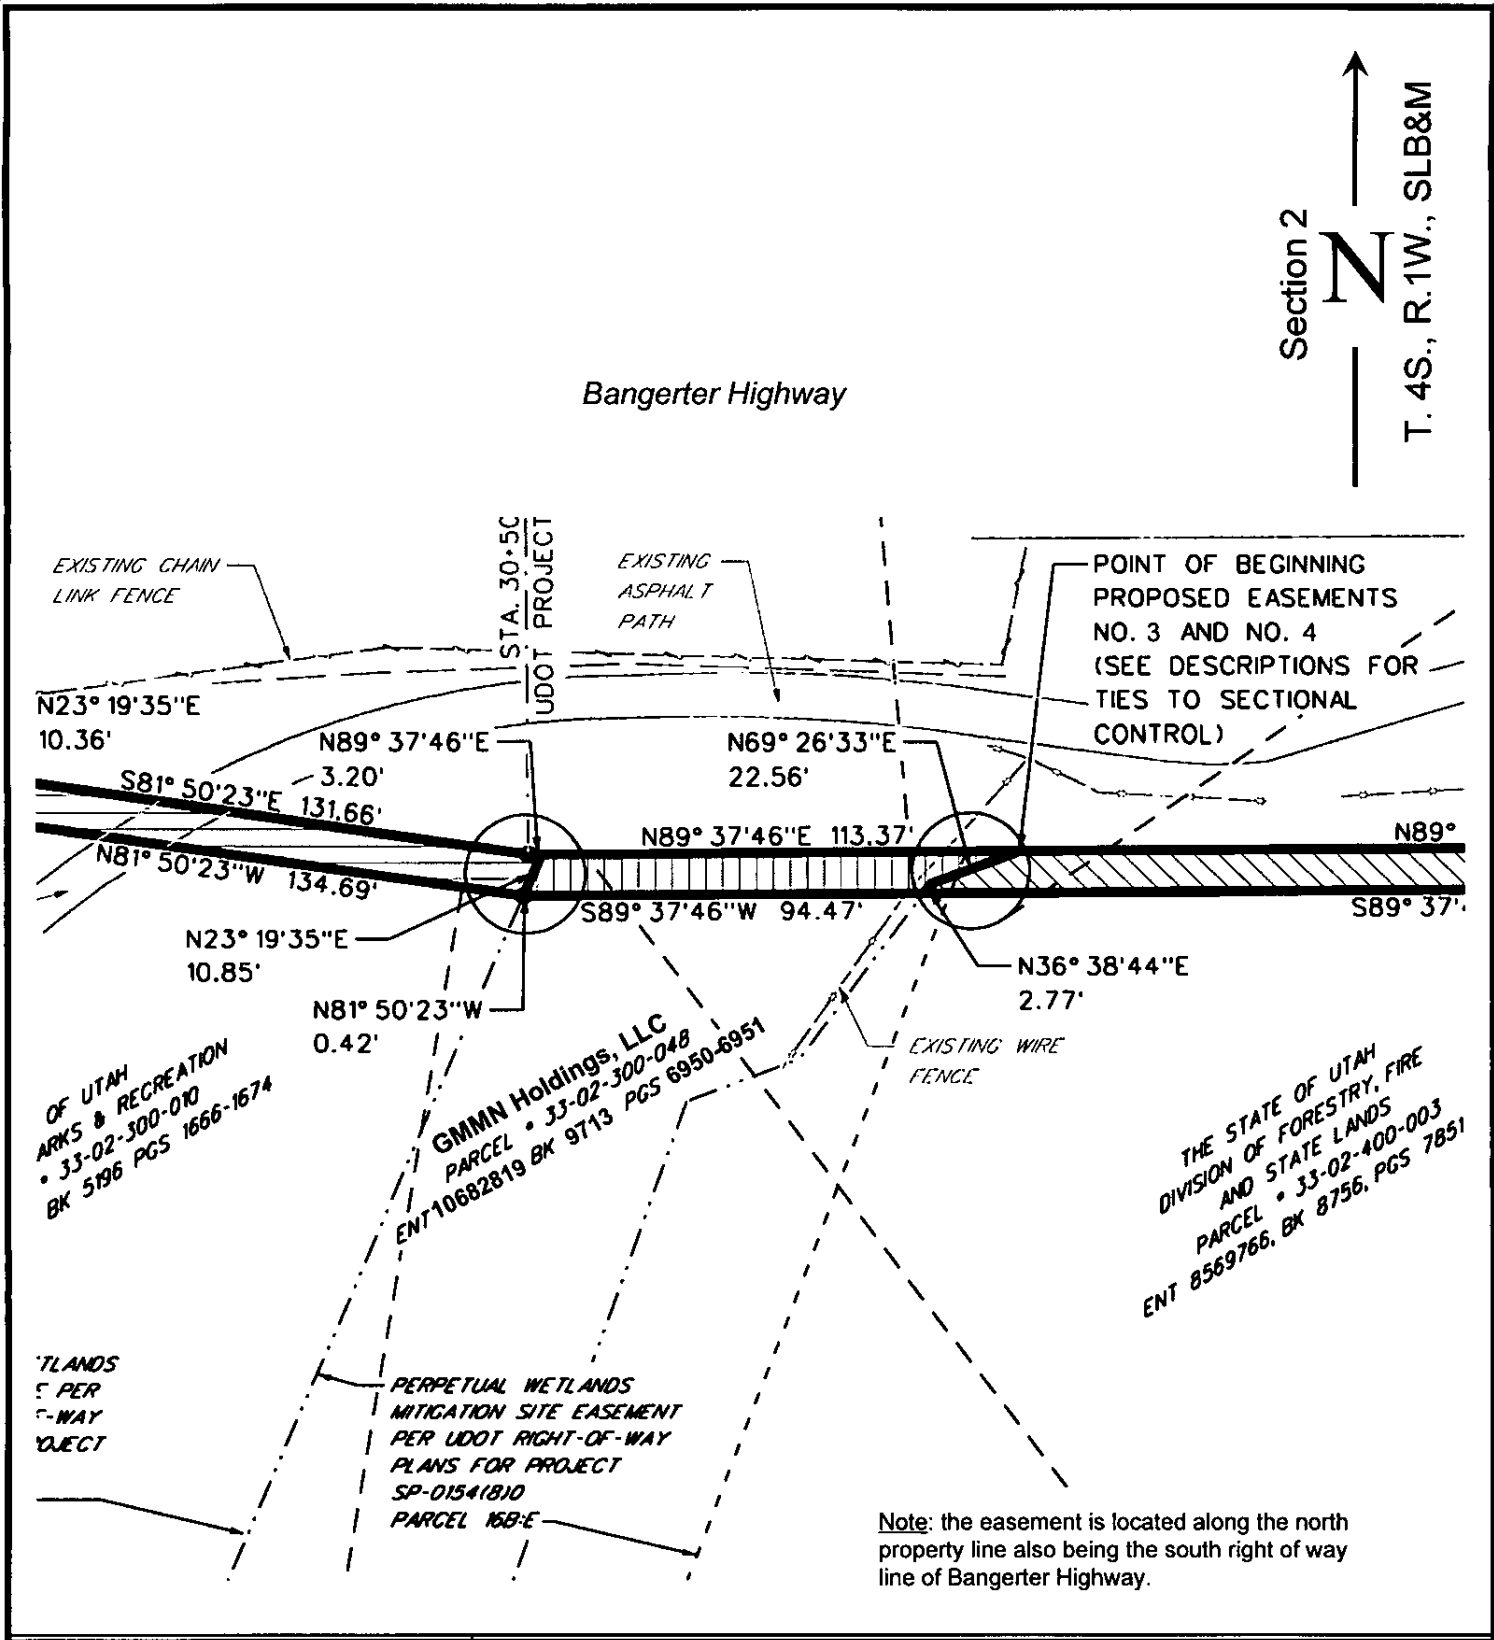 Section 2
N
T. 4S., R.1W., SLB&M
Bangerter Highway
EXISTING CHAIN
LINK FENCE
STA. 30+50
UDOT PROJECT
EXISTING
ASPHALT
PATH
POINT OF BEGINNING
PROPOSED EASEMENTS
NO. 3 AND NO. 4
(SEE DESCRIPTIONS FOR
TIES TO SECTIONAL
CONTROL)
N23° 19'35"E
10.36'
N89° 37'46"E
3.20'
N69° 26'33"E
22.56'
S81° 50'23"E 131.66'
N81° 50'23"W 134.69'
N89° 37'46"E 113.37'
S89° 37'46"W 94.47'
N89°
S89° 37'
N23° 19'35"E
10.85'
N81° 50'23"W
0.42'
N36° 38'44"E
2.77'
EXISTING WIRE
FENCE
OF UTAH
ARKS & RECREATION
• 33-02-300-010
BK 5196 PGS 1666-1674
GMMN Holdings, LLC
PARCEL • 33-02-300-048
ENT 10682819 BK 9713 PGS 6950-6951
THE STATE OF UTAH
DIVISION OF FORESTRY, FIRE
AND STATE LANDS
PARCEL • 33-02-400-003
ENT 8569766, BK 8756, PGS 7851
TLANDS
E PER
F-WAY
OJECT
PERPETUAL WETLANDS
MITIGATION SITE EASEMENT
PER UDOT RIGHT-OF-WAY
PLANS FOR PROJECT
SP-0154(8)0
PARCEL 16B:E
Note: the easement is located along the north
property line also being the south right of way
line of Bangerter Highway.